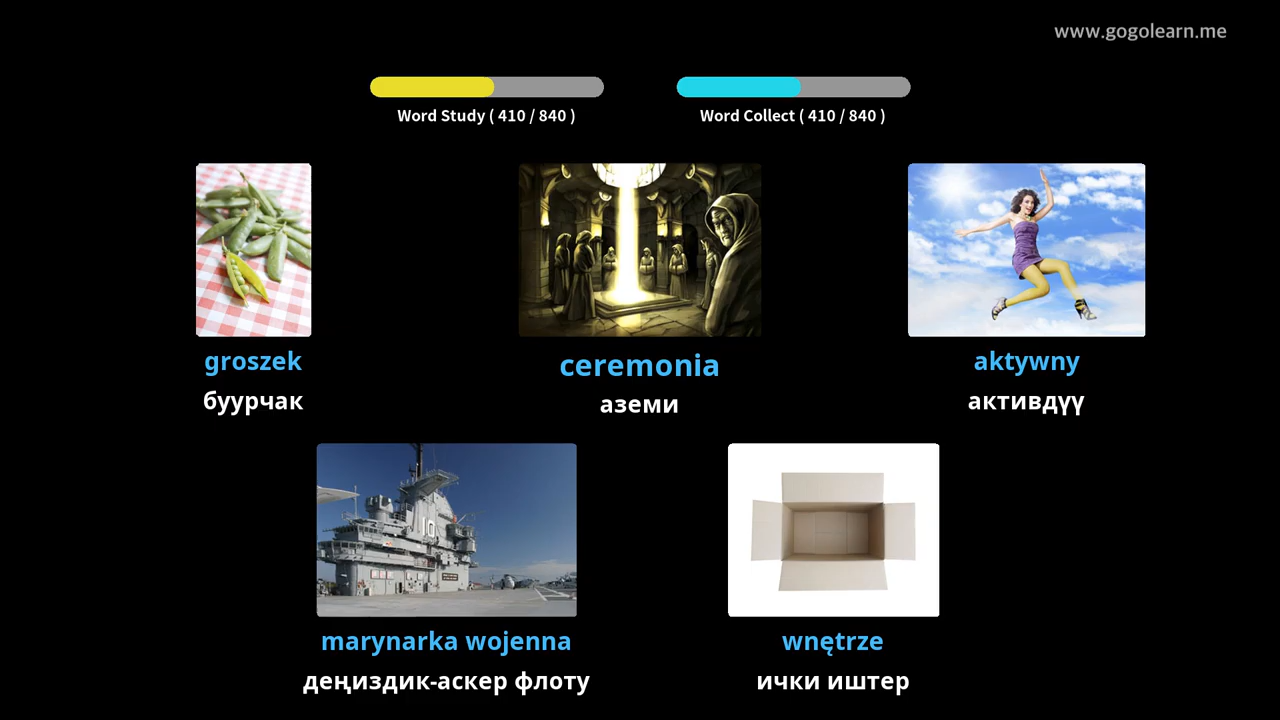 www.gogolearn.me
Word Study ( 410 / 840 )
Word Collect ( 410 / 840 )
groszek
буурчак
ceremonia
аземи
aktywny
активдүү
10
marynarka wojenna
деңиздик-аскер флоту
wnętrze
ички иштер